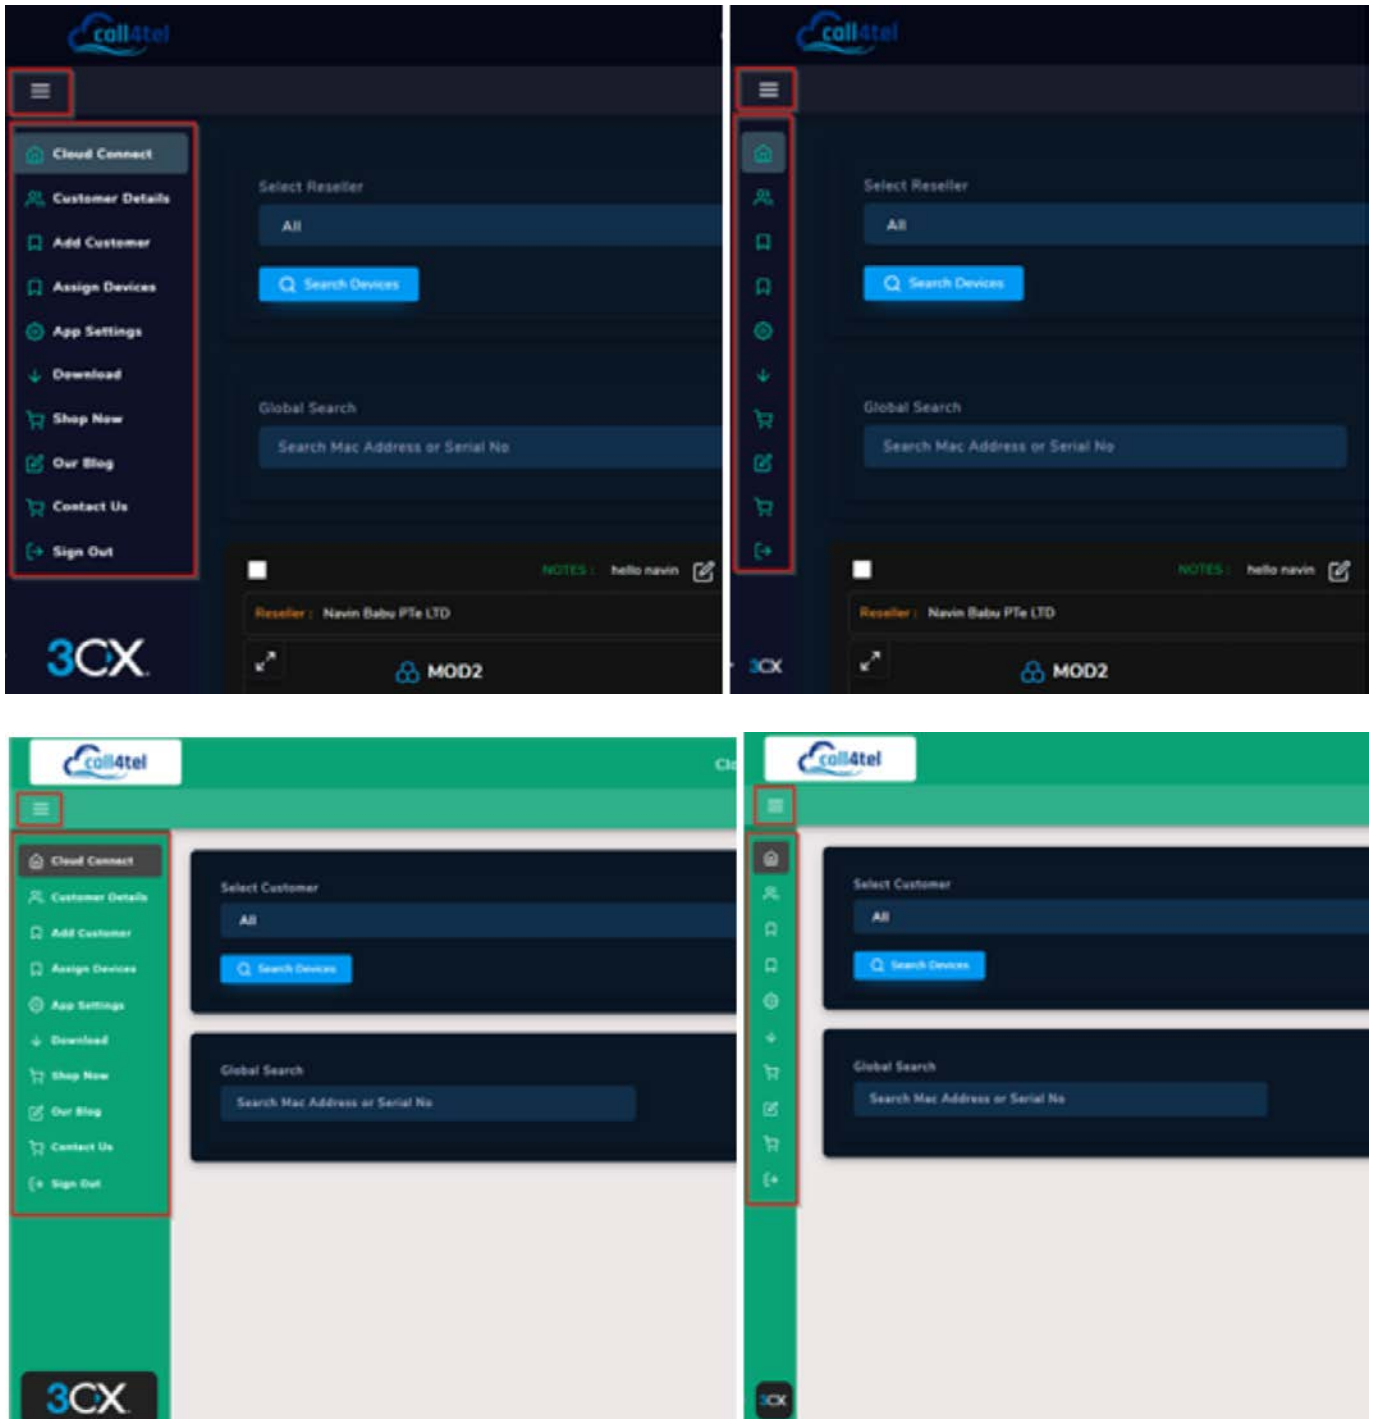 call4tel
Cloud Connect
Customer Details
Add Customer
Assign Devices
App Settings
Download
Shop Now
Our Blog
Contact Us
Sign Out
3CX
Select Reseller
All
Search Devices
Global Search
Search Mac Address or Serial No
NOTES : hello navin
Reseller : Navin Babu PTe LTD
MOD2
call4tel
3CX
Select Reseller
All
Search Devices
Global Search
Search Mac Address or Serial No
NOTES : hello navin
Reseller : Navin Babu PTe LTD
MOD2
call4tel
Clo
Cloud Connect
Customer Details
Add Customer
Assign Devices
App Settings
Download
Shop Now
Our Blog
Contact Us
Sign Out
3CX
Select Customer
All
Search Devices
Global Search
Search Mac Address or Serial No
call4tel
3CX
Select Customer
All
Search Devices
Global Search
Search Mac Address or Serial No